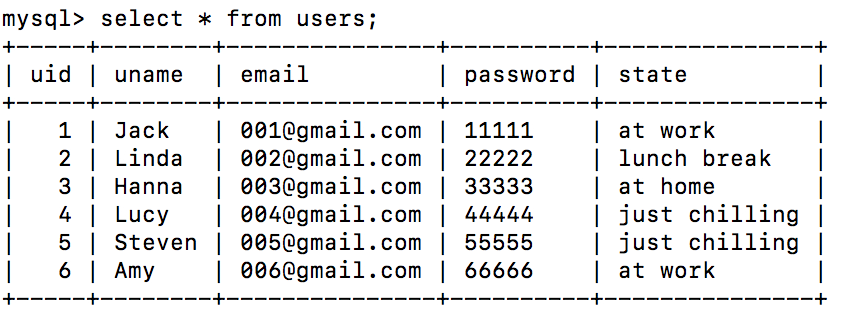 mysql> select * from users;
+-----+--------+---------------+----------+---------------+
| uid | uname  | email         | password | state         |
+-----+--------+---------------+----------+---------------+
|   1 | Jack   | 001@gmail.com | 11111    | at work       |
|   2 | Linda  | 002@gmail.com | 22222    | lunch break   |
|   3 | Hanna  | 003@gmail.com | 33333    | at home       |
|   4 | Lucy   | 004@gmail.com | 44444    | just chilling |
|   5 | Steven | 005@gmail.com | 55555    | just chilling |
|   6 | Amy    | 006@gmail.com | 66666    | at work       |
+-----+--------+---------------+----------+---------------+